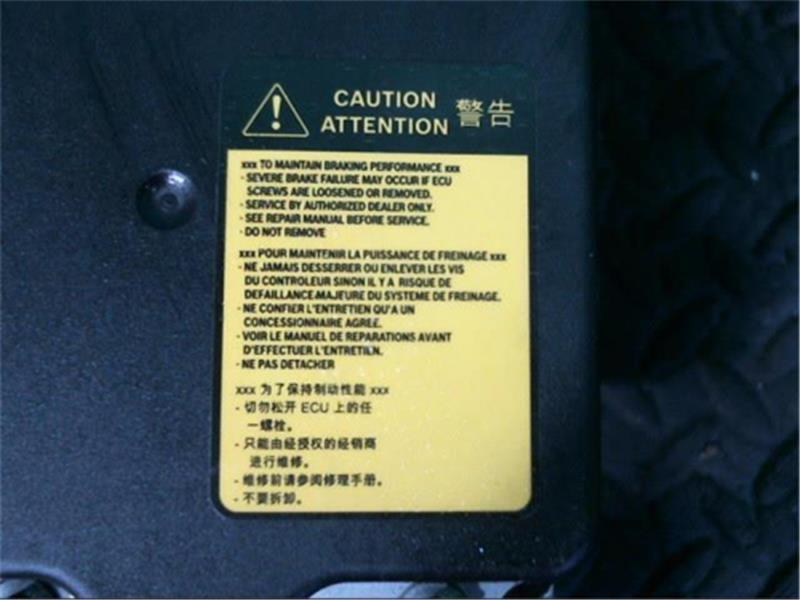 CAUTION
ATTENTION 警告
xxx TO MAINTAIN BRAKING PERFORMANCE xxx
- SEVERE BRAKE FAILURE MAY OCCUR IF ECU
SCREWS ARE LOOSENED OR REMOVED.
- SERVICE BY AUTHORIZED DEALER ONLY.
- SEE REPAIR MANUAL BEFORE SERVICE.
- DO NOT REMOVE
xxx POUR MAINTENIR LA PUISSANCE DE FREINAGE xxx
- NE JAMAIS DESSERRER OU ENLEVER LES VIS
DU CONTROLEUR SINON IL Y A RISQUE DE
DEFAILLANCE MAJEURE DU SYSTEME DE FREINAGE.
- NE CONFIER L'ENTRETIEN QU'A UN
CONCESSIONNAIRE AGREE.
- VOIR LE MANUEL DE REPARATIONS AVANT
D'EFFECTUER L'ENTRETIEN.
- NE PAS DETACHER
xxx 为了保持制动性能 xxx
- 切勿松开 ECU 上的任
一螺栓。
- 只能由经授权的经销商
进行维修。
- 维修前请参阅修理手册。
- 不要拆卸。